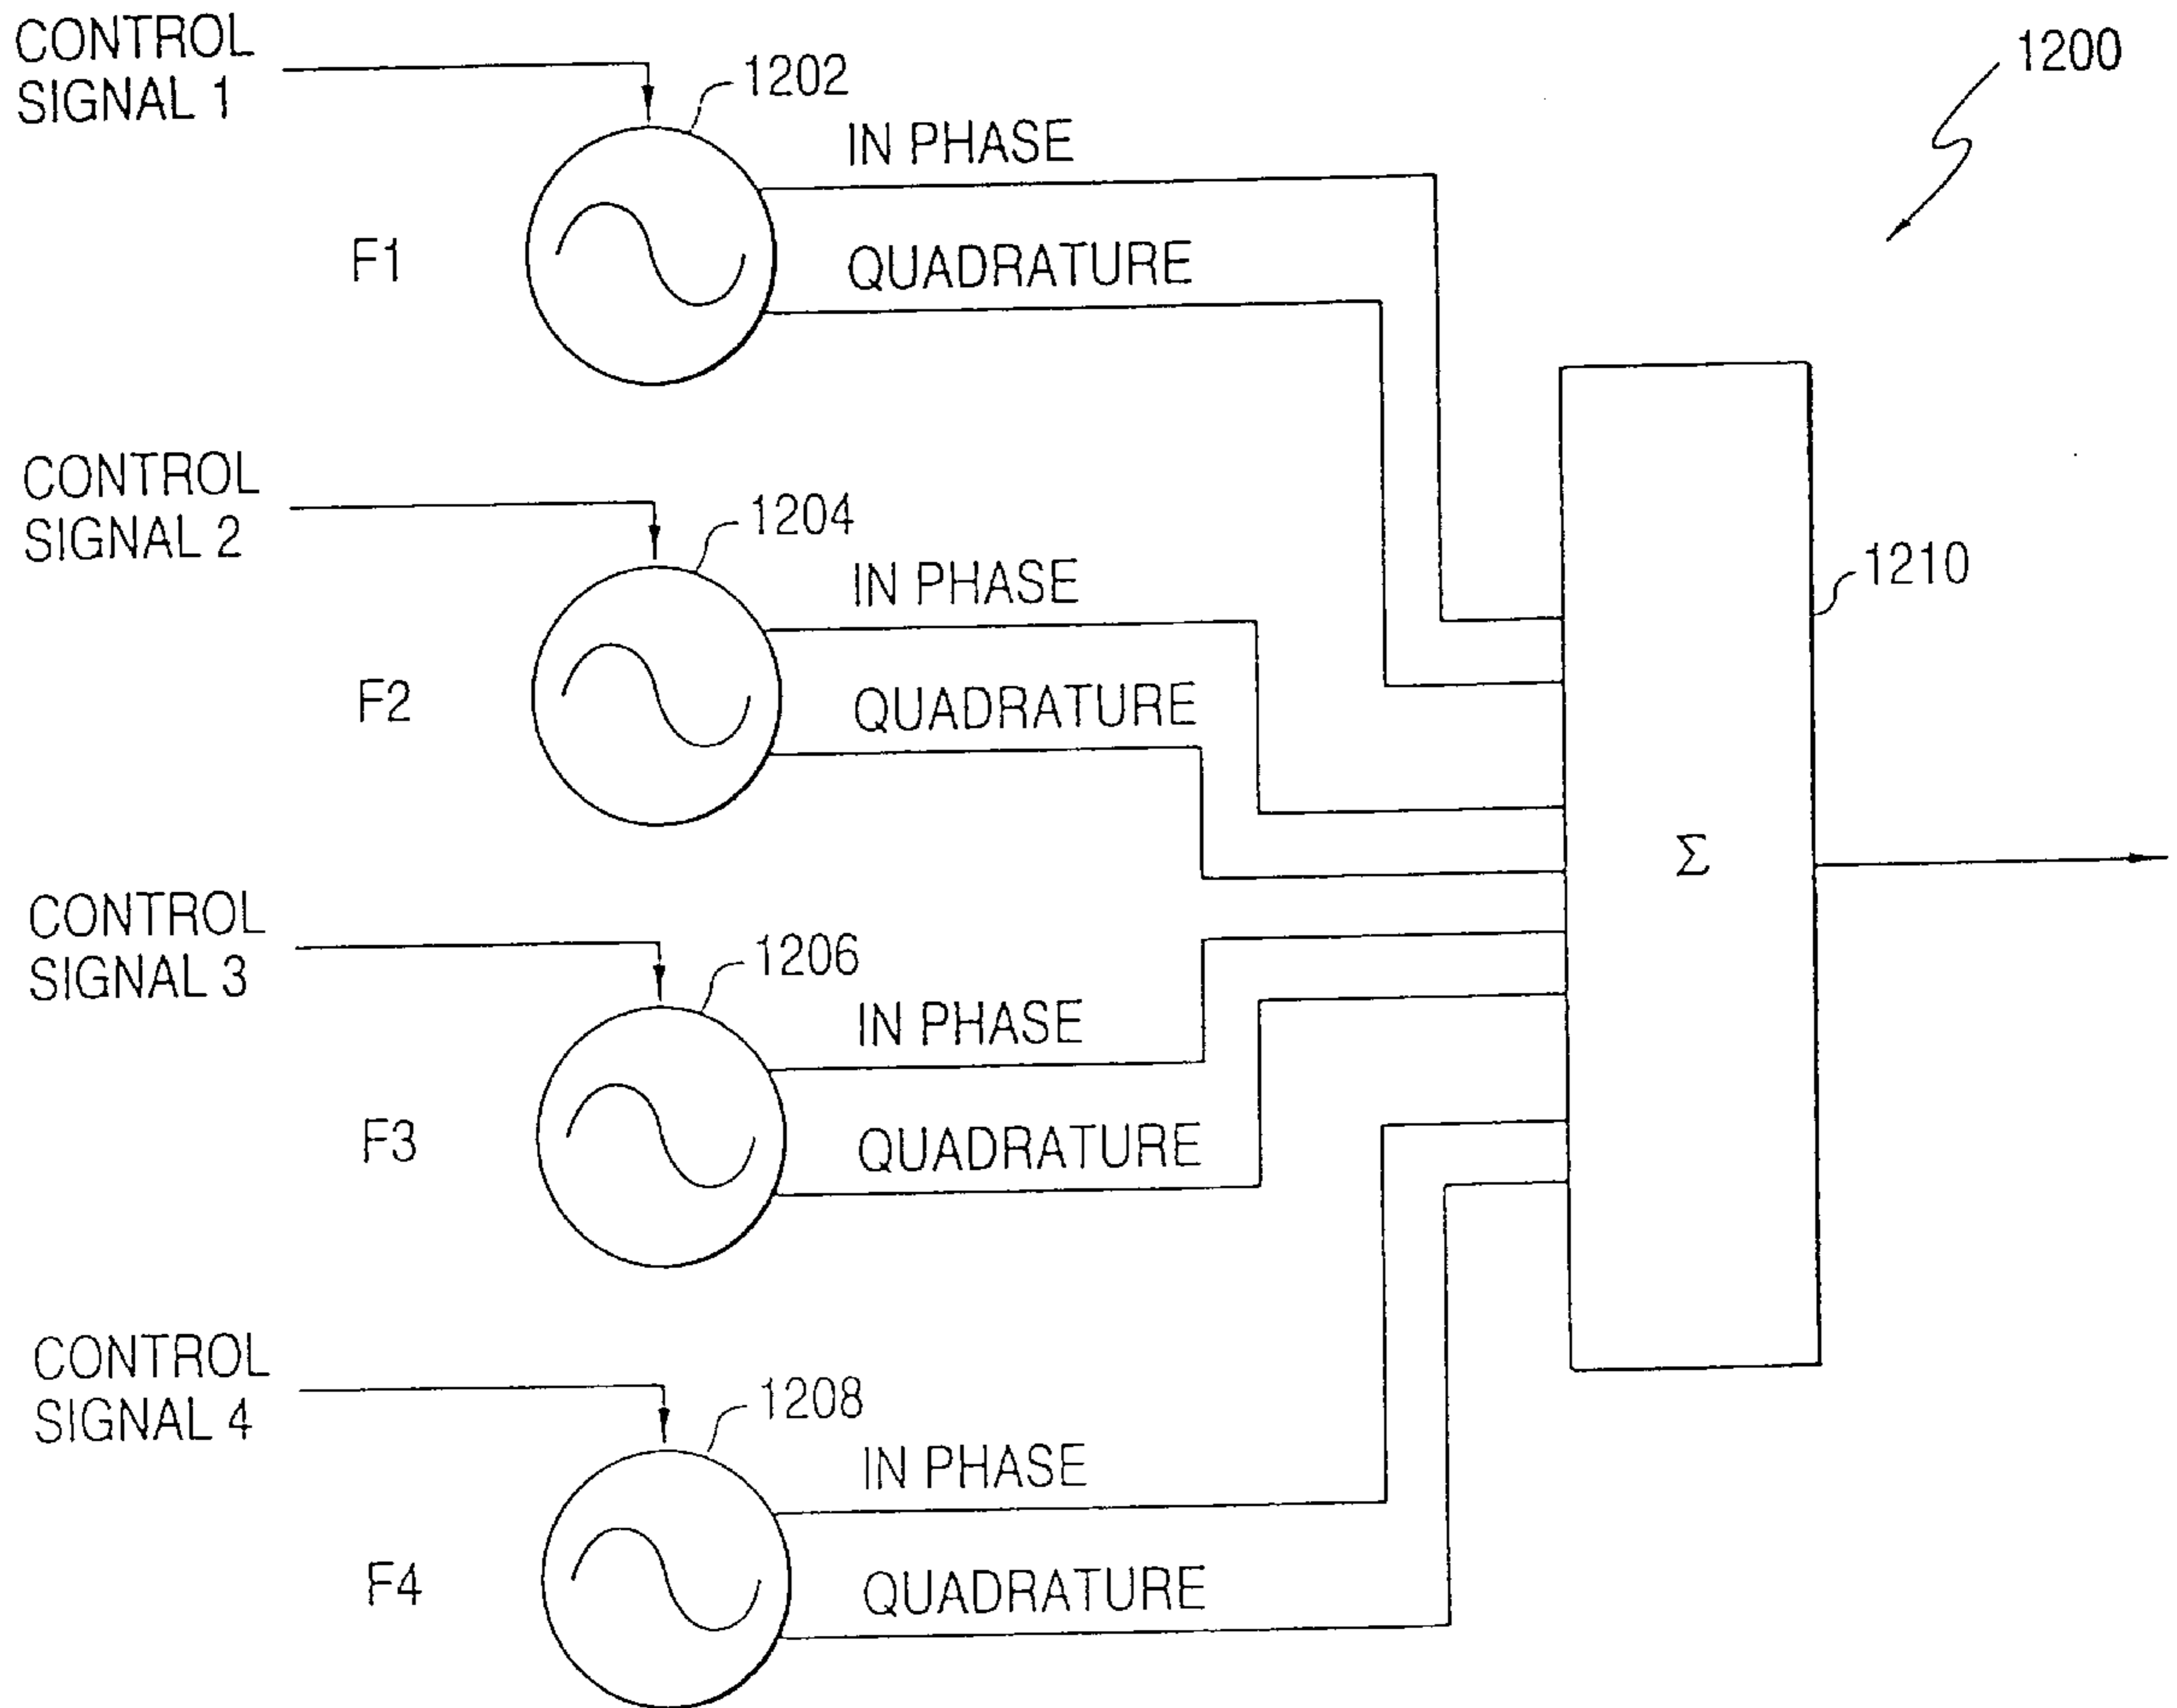 CONTROL
SIGNAL 1
1202
1200
IN PHASE
F1
QUADRATURE
CONTROL
SIGNAL 2
1204
IN PHASE
1210
F2
QUADRATURE
Σ
CONTROL
SIGNAL 3
1206
IN PHASE
F3
QUADRATURE
CONTROL
SIGNAL 4
1208
IN PHASE
F4
QUADRATURE